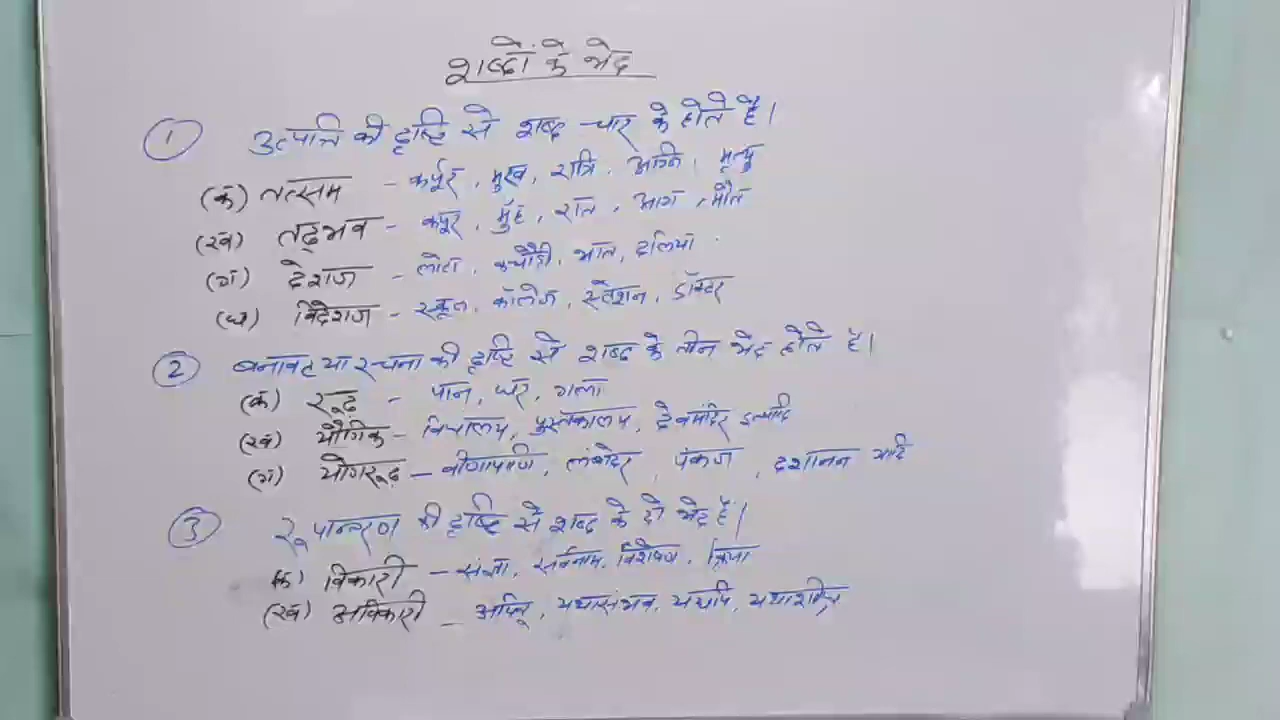 शब्दों के भेद
1 उत्पत्ति की दृष्टि से शब्द चार के होते है।
(क) तत्सम - कर्पूर, मुख, रात्रि, अग्नि, मृत्यु
(ख) तद्भव - कपूर, मुँह, रात, आग, मौत
(ग) देशज - लोटा, कचौड़ी, भात, दलिया
(घ) विदेशज - स्कूल, कॉलेज, स्टेशन, डॉक्टर
2 बनावट या रचना की दृष्टि से शब्द के तीन भेद होते है।
(क) रूढ़ - पान, घर, गला
(ख) यौगिक - विद्यालय, पुस्तकालय, देवमंदिर इत्यादि
(ग) योगरूढ़ - वीणापाणि, लंबोदर, पंकज, दशानन आदि
3 रूपान्तरण की दृष्टि से शब्द के दो भेद है।
(क) विकारी - संज्ञा, सर्वनाम, विशेषण, क्रिया
(ख) अविकारी - अपितु, यथासंभव, यद्यपि, यथाशक्ति